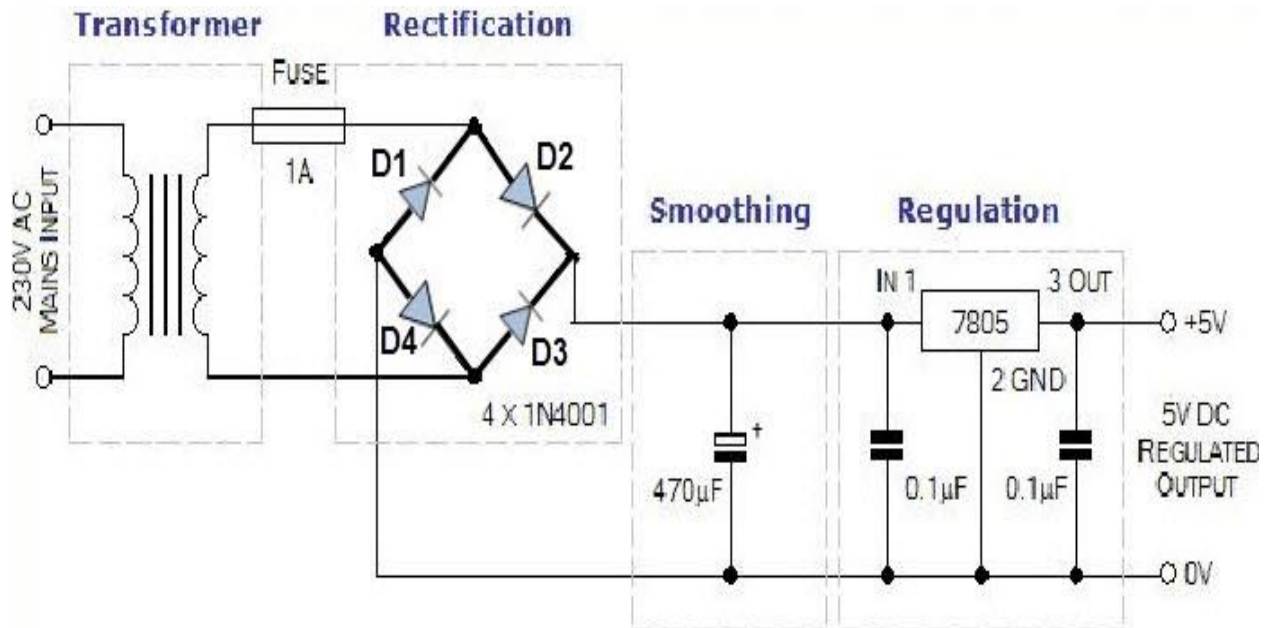 Transformer
Rectification
FUSE
1A
D1
D2
D3
D4
4 X 1N4001
230V AC
MAINS INPUT
Smoothing
Regulation
IN 1
3 OUT
7805
2 GND
+5V
+
470µF
0.1µF
0.1µF
5V DC
REGULATED
OUTPUT
0V